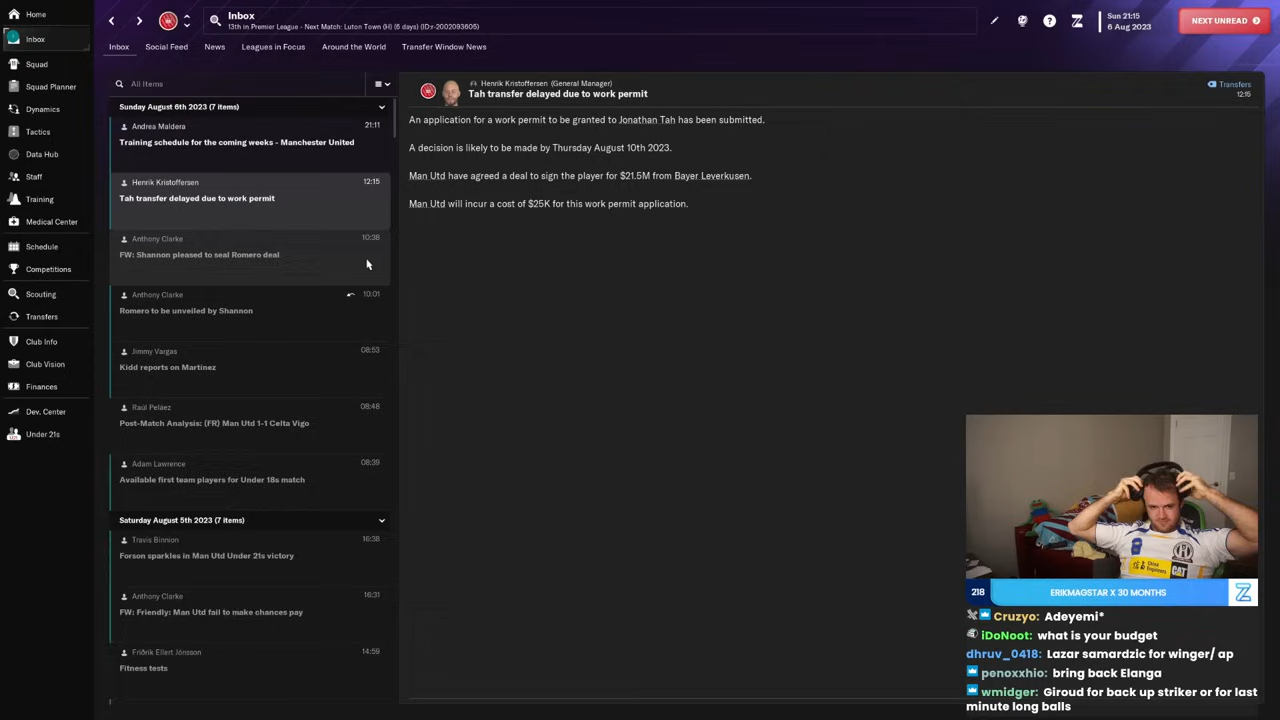 Home
Inbox
Squad
Squad Planner
Dynamics
Tactics
Data Hub
Staff
Training
Medical Center
Schedule
Competitions
Scouting
Transfers
Club Info
Club Vision
Finances
Dev. Center
Under 21s
Inbox
13th in Premier League - Next Match: Luton Town (H) (6 days) (ID:r-2002093605)
Sun 21:15
6 Aug 2023
NEXT UNREAD
Inbox
Social Feed
News
Leagues in Focus
Around the World
Transfer Window News
All Items
Sunday August 6th 2023 (7 items)
Andrea Maldera 21:11
Training schedule for the coming weeks - Manchester United
Henrik Kristoffersen 12:15
Tah transfer delayed due to work permit
Anthony Clarke 10:38
FW: Shannon pleased to seal Romero deal
Anthony Clarke 10:01
Romero to be unveiled by Shannon
Jimmy Vargas 08:53
Kidd reports on Martinez
Raúl Peláez 08:48
Post-Match Analysis: (FR) Man Utd 1-1 Celta Vigo
Adam Lawrence 08:39
Available first team players for Under 18s match
Saturday August 5th 2023 (7 items)
Travis Binnion 16:38
Forson sparkles in Man Utd Under 21s victory
Anthony Clarke 16:31
FW: Friendly: Man Utd fail to make chances pay
Friðrik Ellert Jónsson 14:59
Fitness tests
Henrik Kristoffersen (General Manager)
Tah transfer delayed due to work permit
Transfers
12:15
An application for a work permit to be granted to Jonathan Tah has been submitted.
A decision is likely to be made by Thursday August 10th 2023.
Man Utd have agreed a deal to sign the player for $21.5M from Bayer Leverkusen.
Man Utd will incur a cost of $25K for this work permit application.
CAT
218 ERIKMAGSTAR X 30 MONTHS
Cruzyo: Adeyemi*
iDoNoot: what is your budget
dhruv_0418: Lazar samardzic for winger/ ap
penoxxhio: bring back Elanga
wmidger: Giroud for back up striker or for last
minute long balls